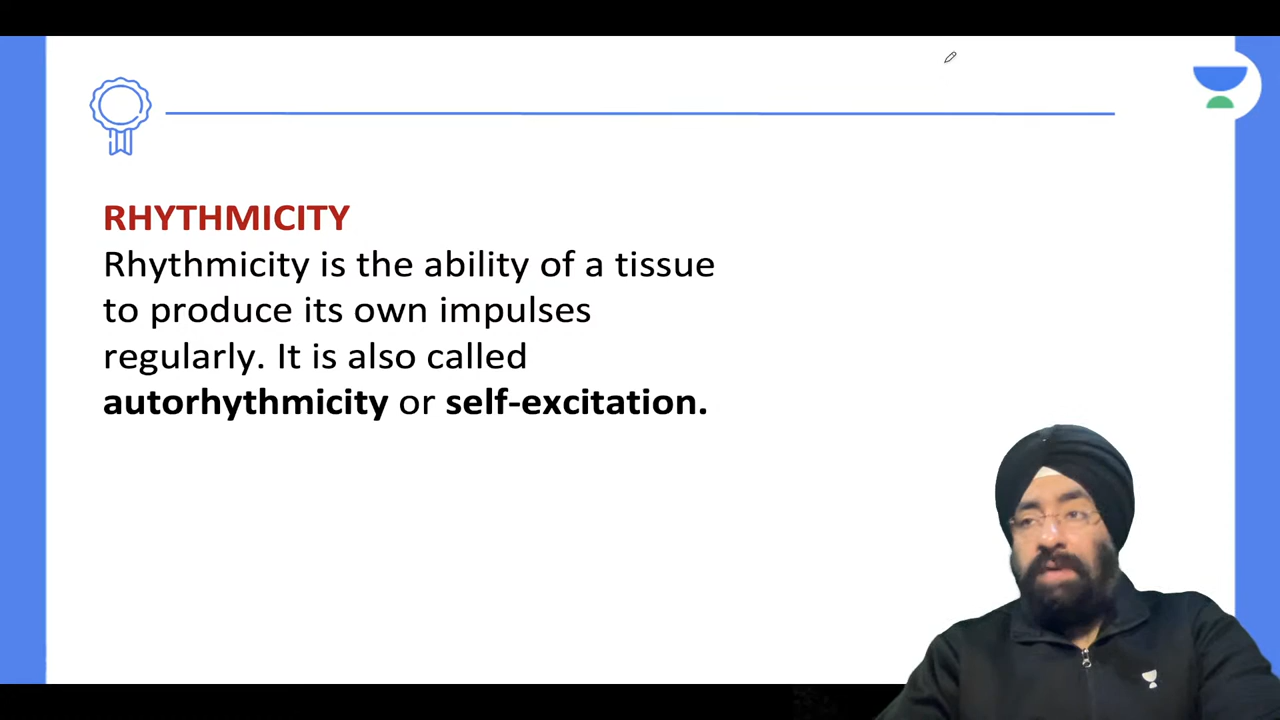 RHYTHMICITY
Rhythmicity is the ability of a tissue
to produce its own impulses
regularly. It is also called
autorhythmicity or self-excitation.